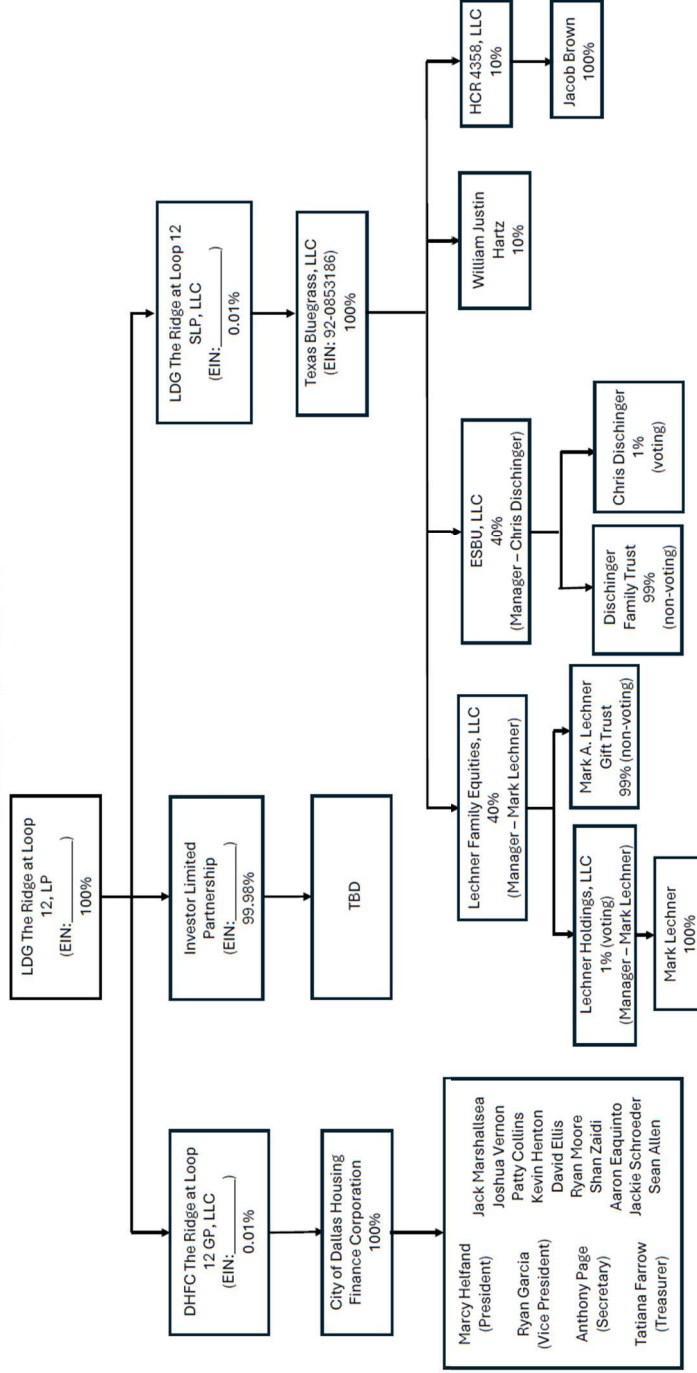 LDG The Ridge at Loop
12, LP
(EIN:________)
100%
DHFC The Ridge at Loop
12 GP, LLC
(EIN:________)
0.01%
Investor Limited
Partnership
(EIN:________)
99.98%
LDG The Ridge at Loop 12
SLP, LLC
(EIN:________)
0.01%
City of Dallas Housing
Finance Corporation
100%
TBD
Texas Bluegrass, LLC
(EIN: 92-0853186)
100%
Marcy Helfand
(President)
Ryan Garcia
(Vice President)
Anthony Page
(Secretary)
Tatiana Farrow
(Treasurer)
Jack Marshallsea
Joshua Vernon
Patty Collins
Kevin Henton
David Ellis
Ryan Moore
Shan Zaidi
Aaron Eaquinto
Jackie Schroeder
Sean Allen
Lechner Family Equities, LLC
40%
(Manager – Mark Lechner)
ESBU, LLC
40%
(Manager – Chris Dischinger)
William Justin
Hartz
10%
HCR 4358, LLC
10%
Lechner Holdings, LLC
1% (voting)
(Manager – Mark Lechner)
Mark A. Lechner
Gift Trust
99% (non-voting)
Dischinger
Family Trust
99%
(non-voting)
Chris Dischinger
1%
(voting)
Jacob Brown
100%
Mark Lechner
100%